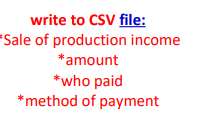 write to CSV file:
*Sale of production income
*amount
*who paid
*method of payment